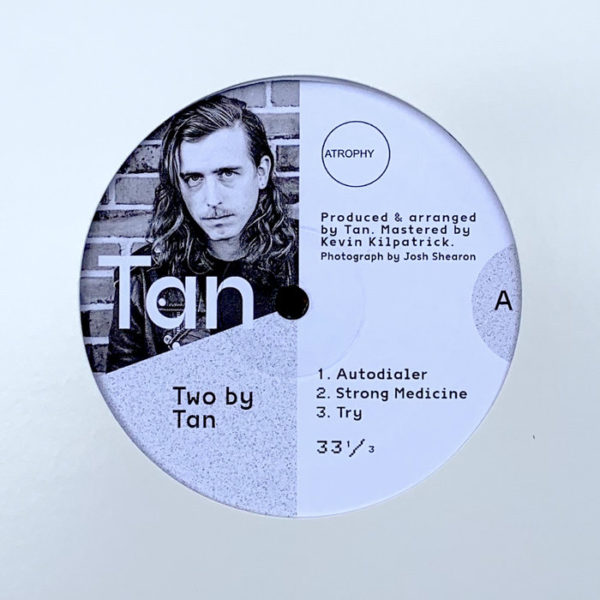 ATROPHY
Produced & arranged
by Tan. Mastered by
Kevin Kilpatrick.
Photograph by Josh Shearon
Tan
A
Two by
Tan
1. Autodialer
2. Strong Medicine
3. Try
33 1/3